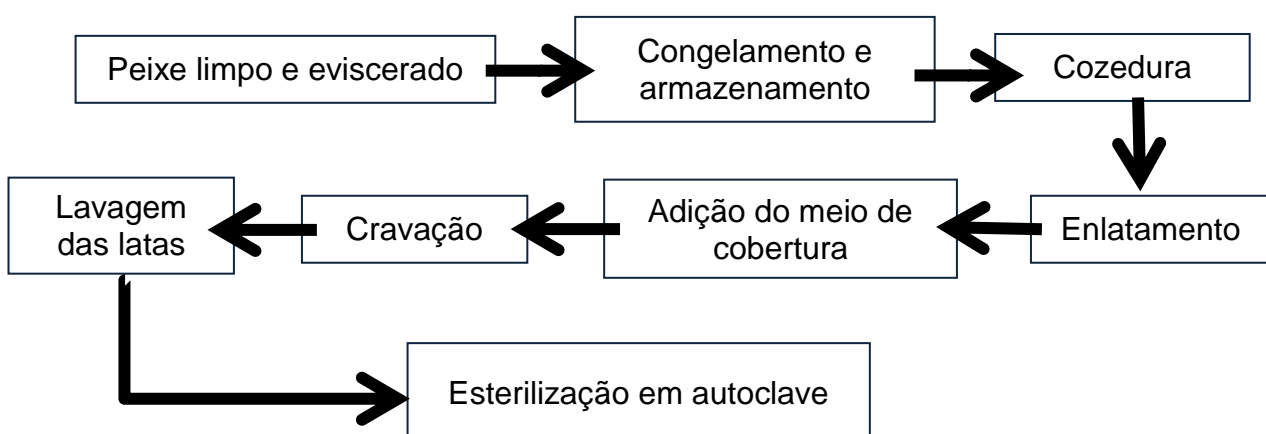 Peixe limpo e eviscerado
Congelamento e
armazenamento
Cozedura
Enlatamento
Adição do meio de
cobertura
Cravação
Lavagem
das latas
Esterilização em autoclave